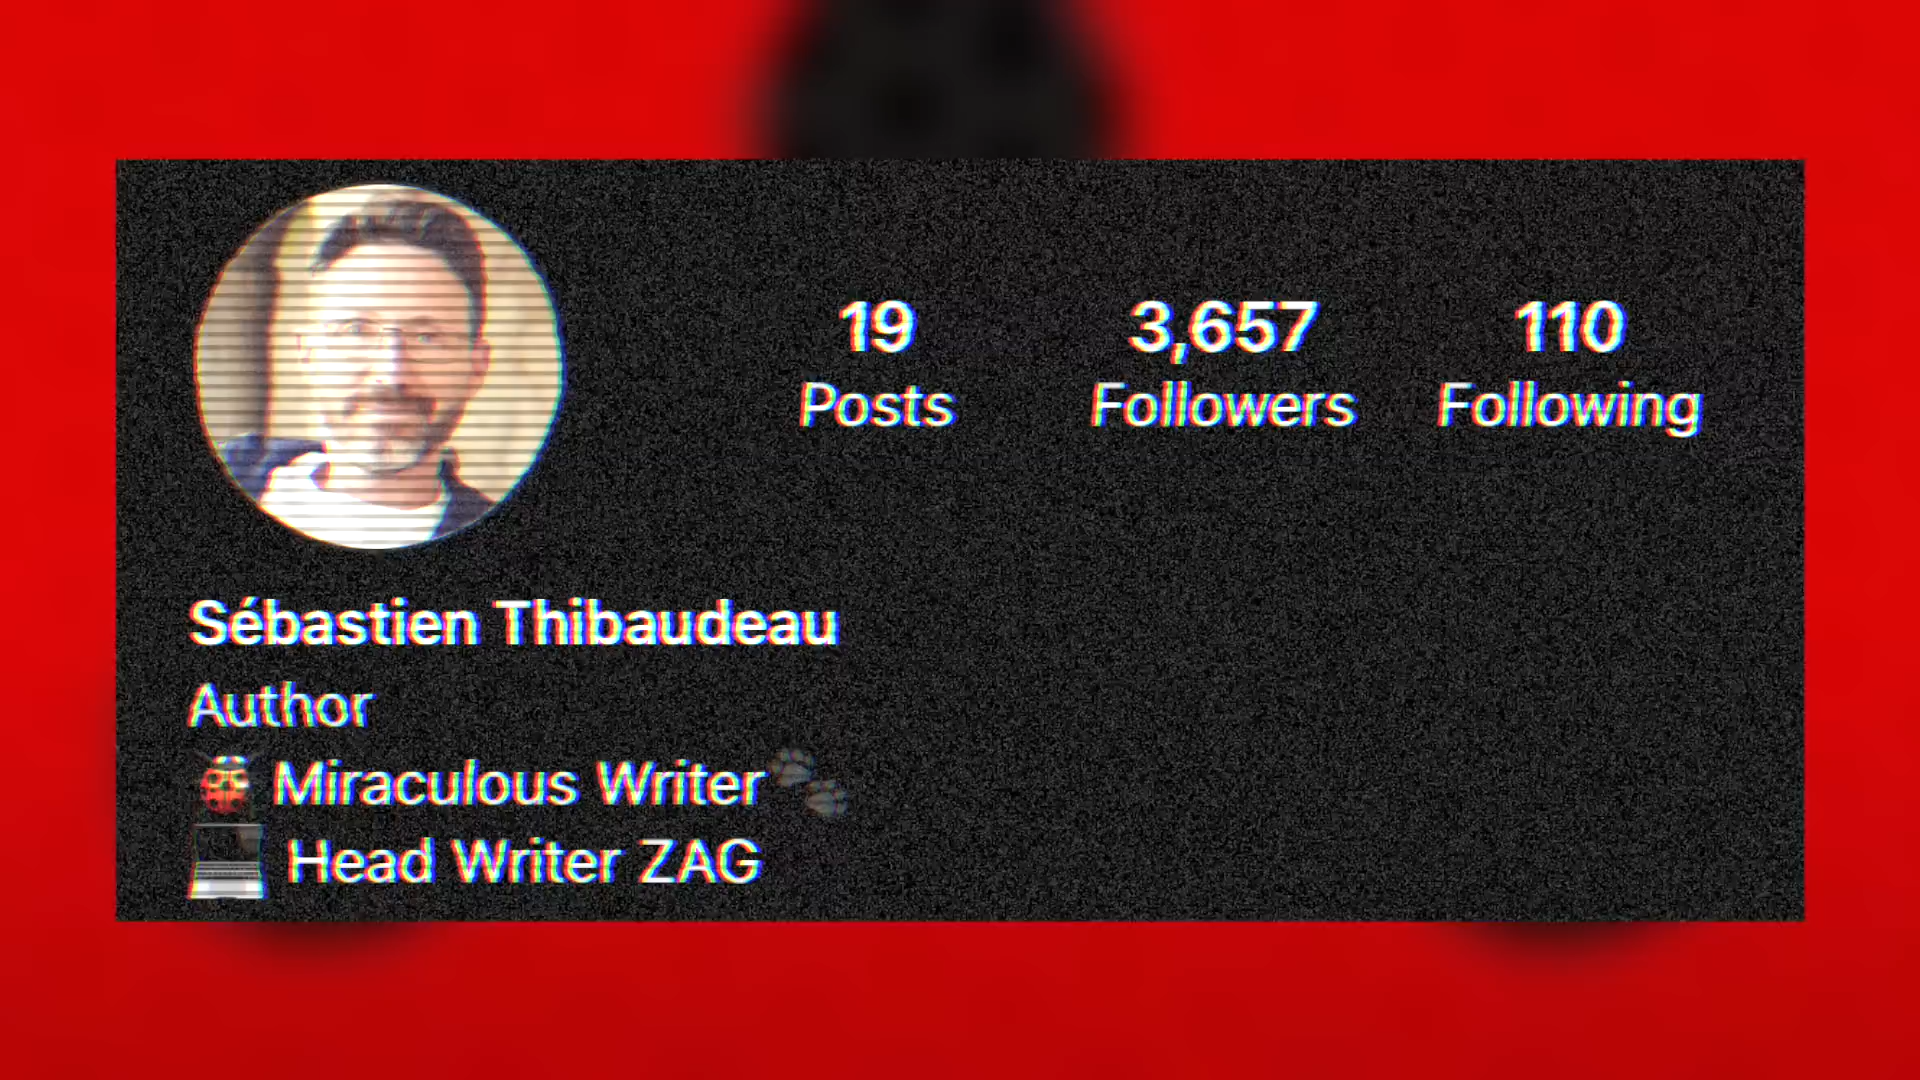 19 3,657 110
Posts Followers Following
Sébastien Thibaudeau
Author
🐞 Miraculous Writer🐾
💻 Head Writer ZAG